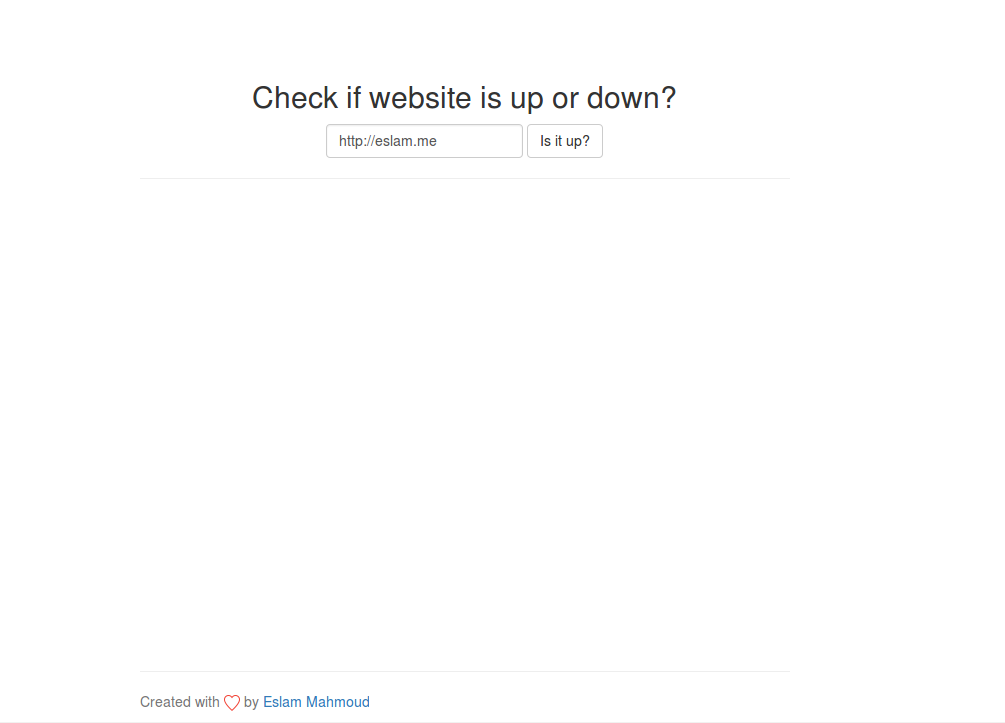 Check if website is up or down?
http://eslam.me Is it up?
Created with by Eslam Mahmoud